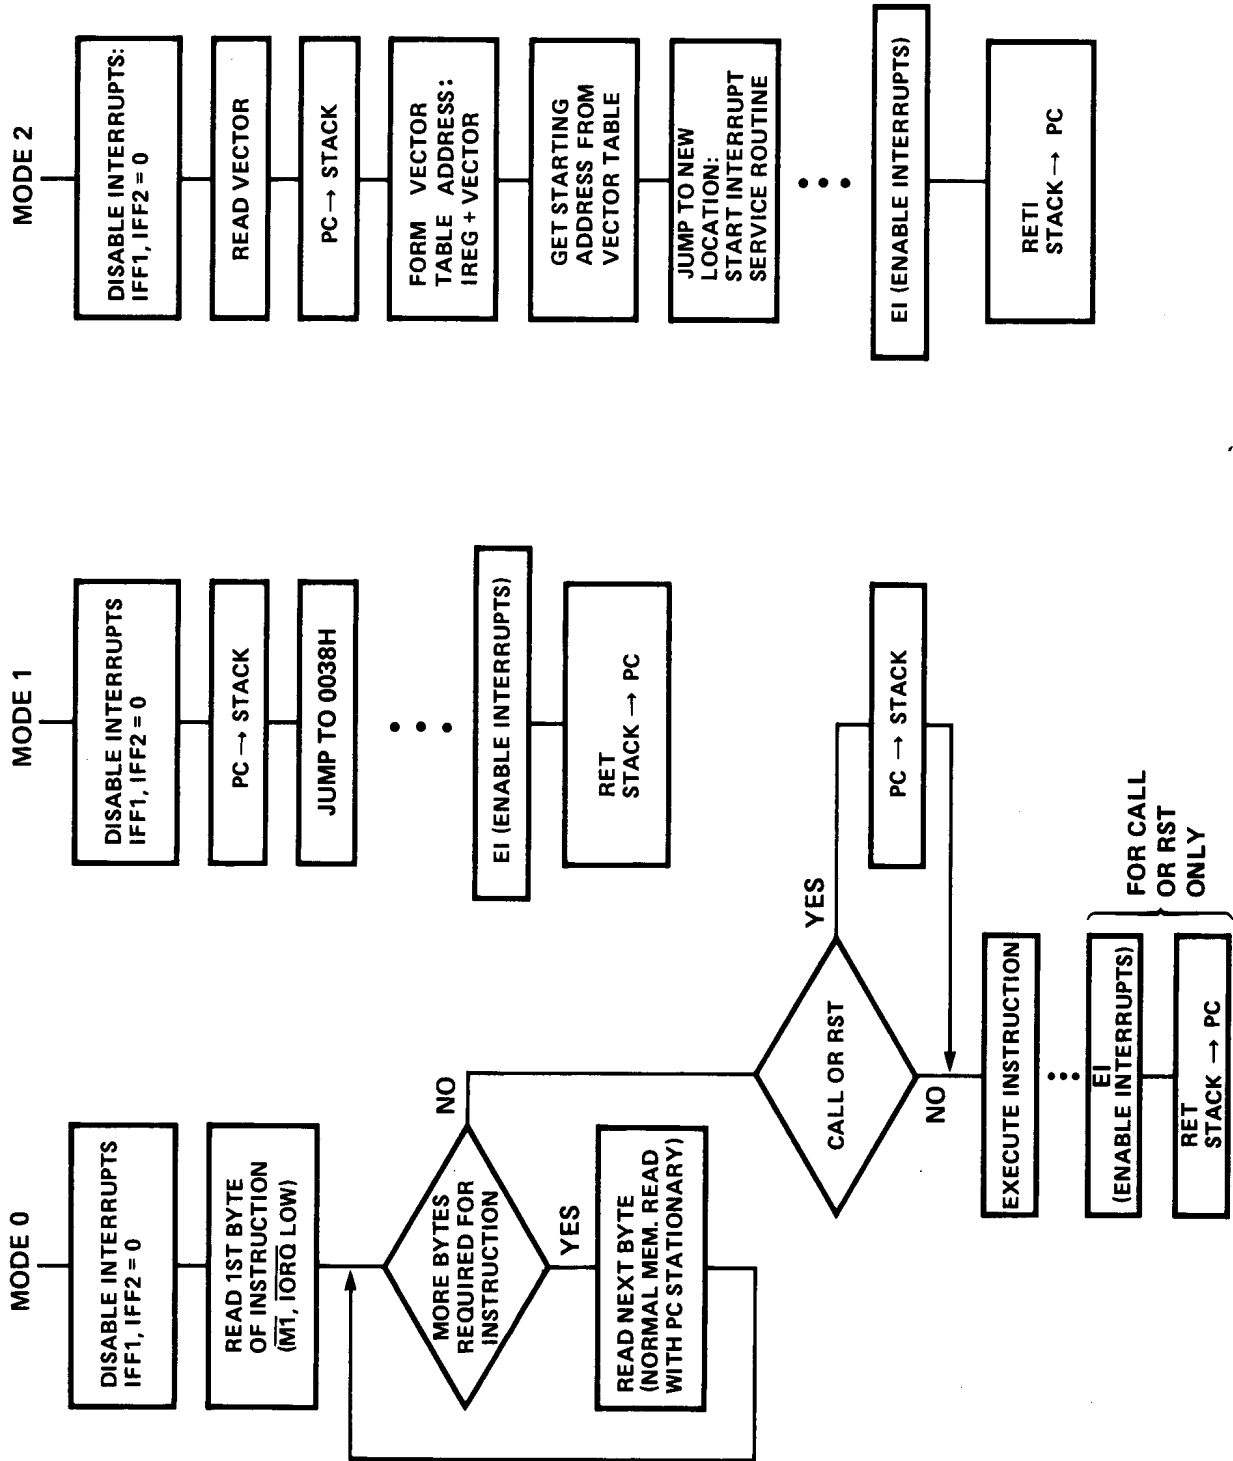 MODE 0
DISABLE INTERRUPTS
IFF1, IFF2 = 0
READ 1ST BYTE
OF INSTRUCTION
(M1, IORQ LOW)
MORE BYTES
REQUIRED FOR
INSTRUCTION
NO
YES
READ NEXT BYTE
(NORMAL MEM. READ
WITH PC STATIONARY)
CALL OR RST
YES
NO
PC → STACK
EXECUTE INSTRUCTION
•••
EI
(ENABLE INTERRUPTS)
RET
STACK → PC
FOR CALL
OR RST
ONLY
MODE 1
DISABLE INTERRUPTS
IFF1, IFF2 = 0
PC → STACK
JUMP TO 0038H
•••
EI (ENABLE INTERRUPTS)
RET
STACK → PC
MODE 2
DISABLE INTERRUPTS:
IFF1, IFF2 = 0
READ VECTOR
PC → STACK
FORM VECTOR
TABLE ADDRESS:
IREG + VECTOR
GET STARTING
ADDRESS FROM
VECTOR TABLE
JUMP TO NEW
LOCATION:
START INTERRUPT
SERVICE ROUTINE
•••
EI (ENABLE INTERRUPTS)
RETI
STACK → PC